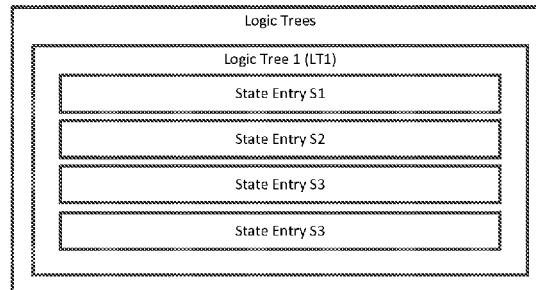 Logic Trees
Logic Tree 1 (LT1)
State Entry S1
State Entry S2
State Entry S3
State Entry S3